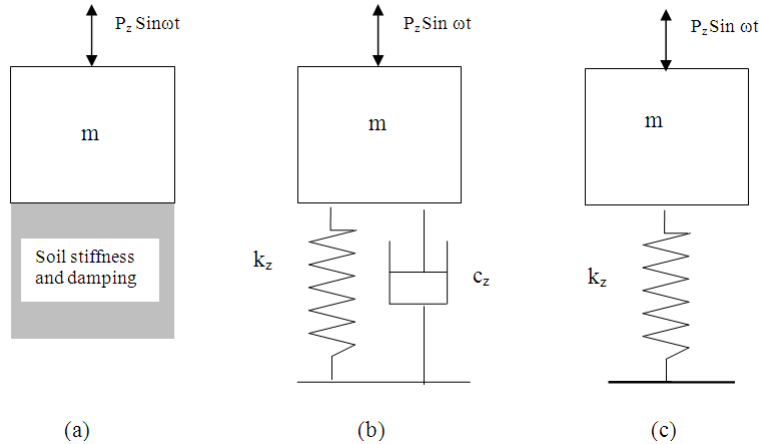 P_z Sinωt
P_z Sin ωt
P_z Sin ωt
m
m
m
Soil stiffness
and damping
k_z
c_z
k_z
(a)
(b)
(c)